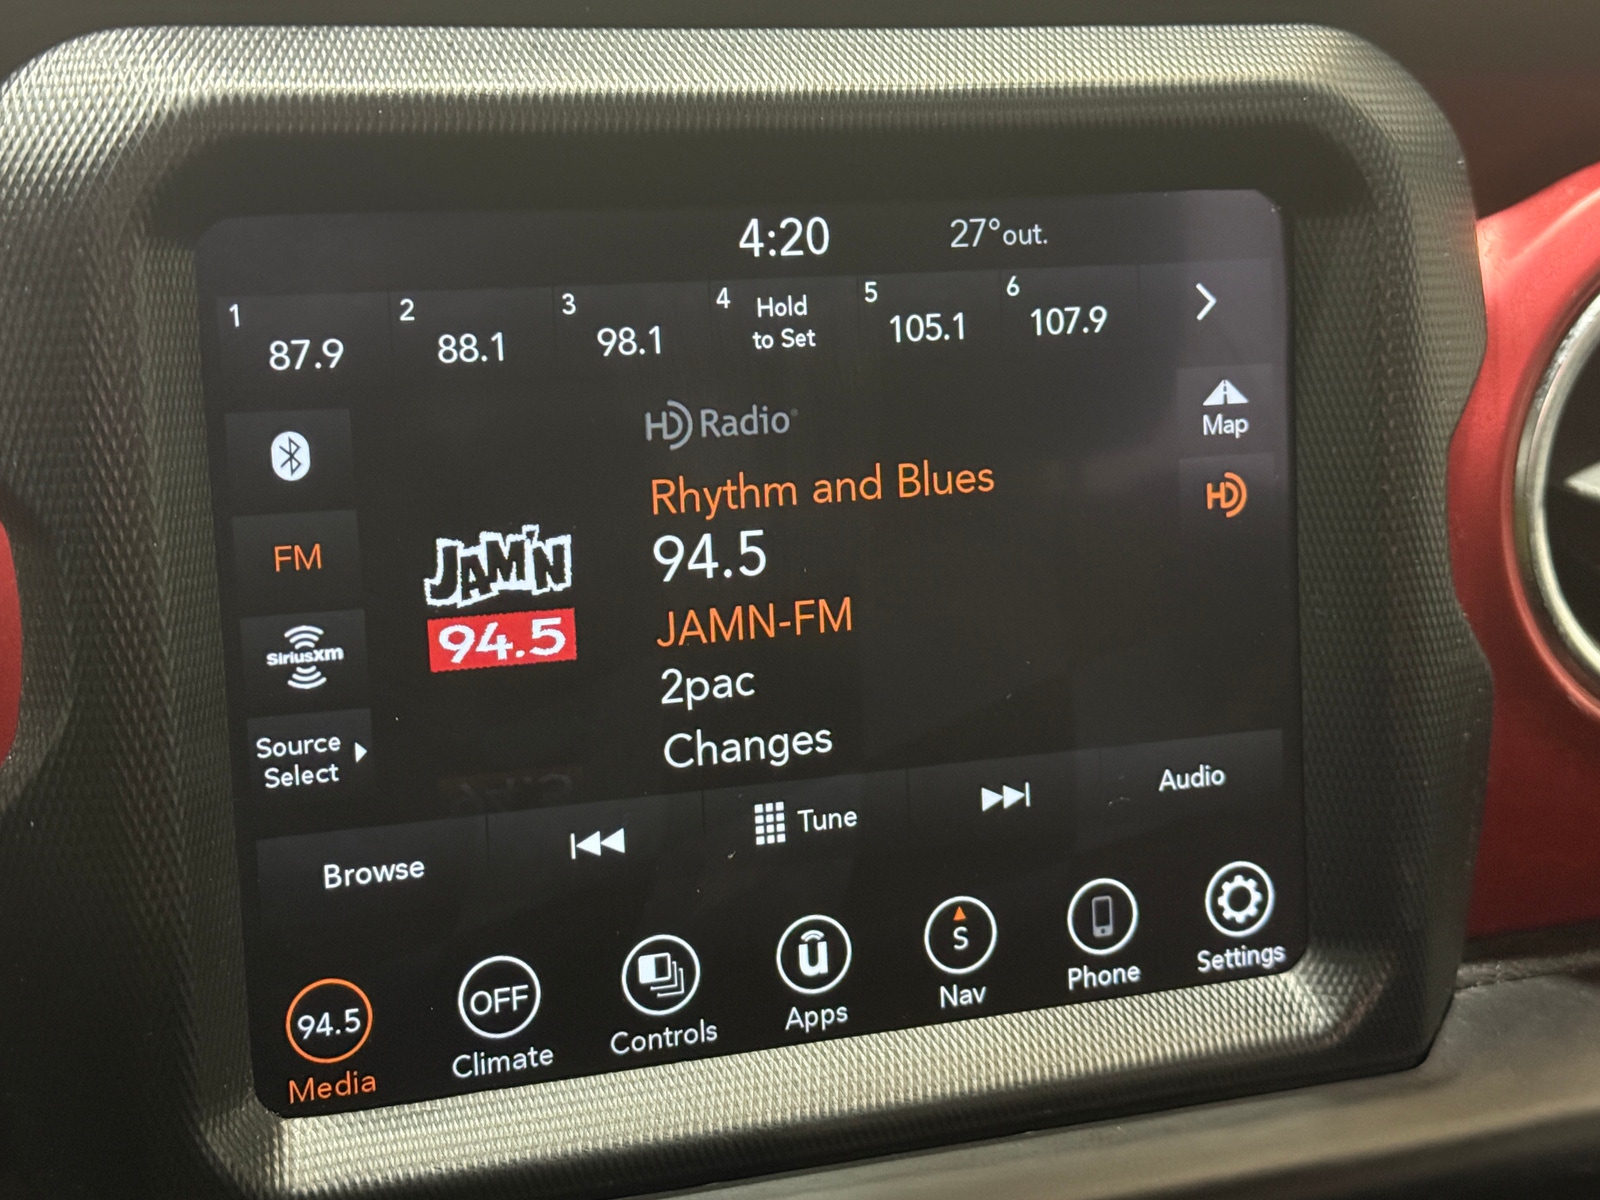 4:20 27°out.
1 87.9 2 88.1 3 98.1 4 Hold to Set 5 105.1 6 107.9
HD Radio
Map
Rhythm and Blues
HD
94.5
FM
JAM'N
94.5
JAMN-FM
SiriusXM
2pac
Changes
Source
Select
Browse Tune Audio
94.5 OFF û S
Media Climate Controls Apps Nav Phone Settings